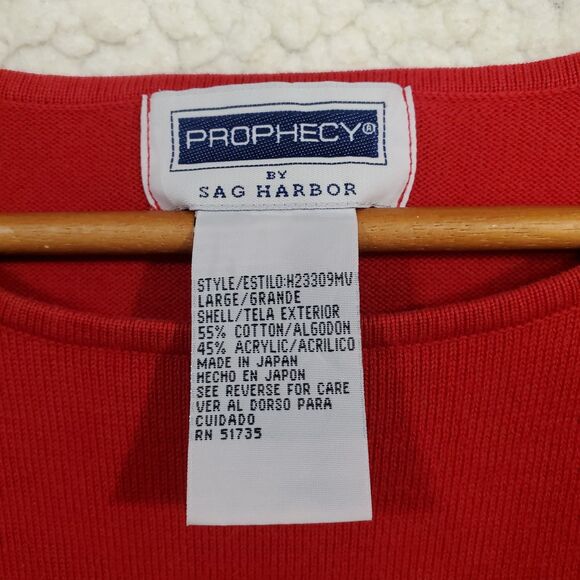 PROPHECY®
BY
SAG HARBOR
STYLE/ESTILO:H23309MV
LARGE/GRANDE
SHELL/TELA EXTERIOR
55% COTTON/ALGODON
45% ACRYLIC/ACRILICO
MADE IN JAPAN
HECHO EN JAPON
SEE REVERSE FOR CARE
VER AL DORSO PARA
CUIDADO
RN 51735